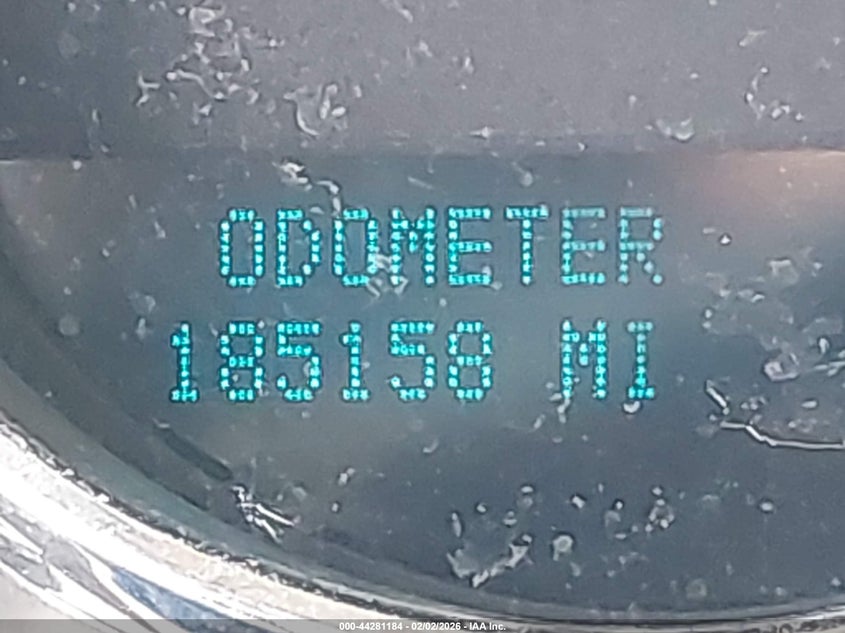 ODOMETER
185158 MI
000-44281184 - 02/02/2026 - IAA Inc.